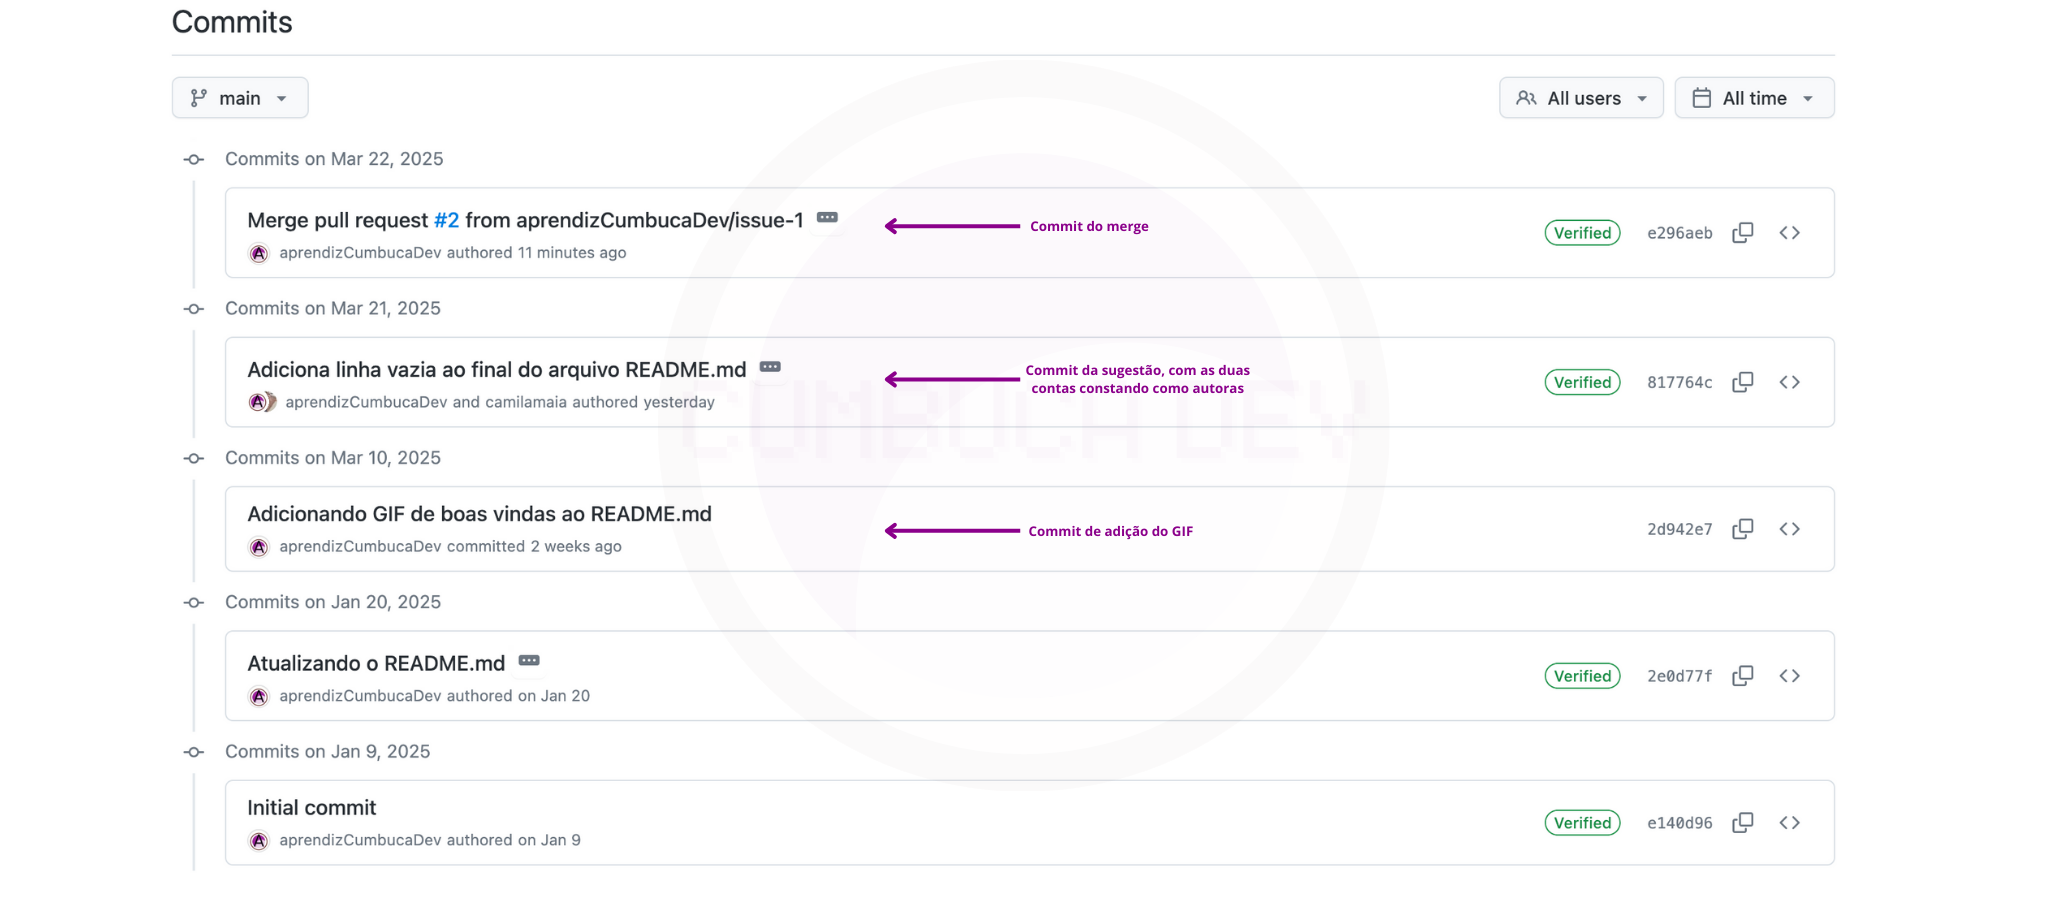 Commits
main
All users
All time
Commits on Mar 22, 2025
Merge pull request #2 from aprendizCumbucaDev/issue-1
Commit do merge
Verified
e296aeb
aprendizCumbucaDev authored 11 minutes ago
Commits on Mar 21, 2025
Adiciona linha vazia ao final do arquivo README.md
Commit da sugestão, com as duas
contas constando como autoras
Verified
817764c
aprendizCumbucaDev and camilamaia authored yesterday
CUMBUCA DEV
Commits on Mar 10, 2025
Adicionando GIF de boas vindas ao README.md
Commit de adição do GIF
2d942e7
aprendizCumbucaDev committed 2 weeks ago
Commits on Jan 20, 2025
Atualizando o README.md
Verified
2e0d77f
aprendizCumbucaDev authored on Jan 20
Commits on Jan 9, 2025
Initial commit
Verified
e140d96
aprendizCumbucaDev authored on Jan 9